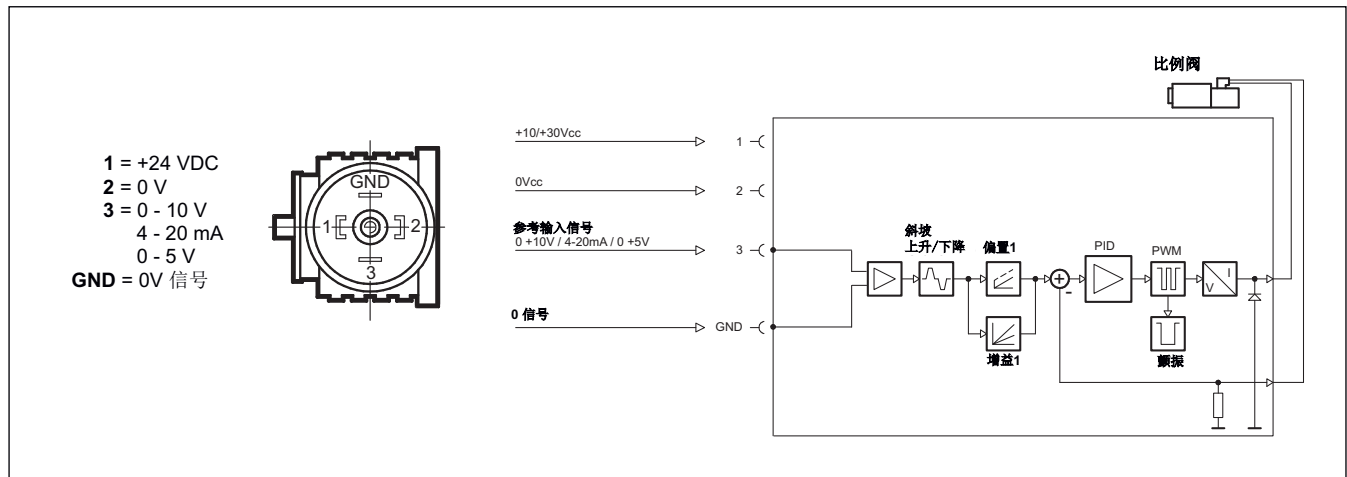 1 = +24 VDC
2 = 0 V
3 = 0 - 10 V
4 - 20 mA
0 - 5 V
GND = 0V 信号
GND
1
2
3
+10/+30Vcc
1
0Vcc
2
参考输入信号
0 +10V / 4-20mA / 0 +5V
3
0 信号
GND
斜坡
上升/下降
偏置1
增益1
-
PID
PWM
颤振
V
I
比例阀